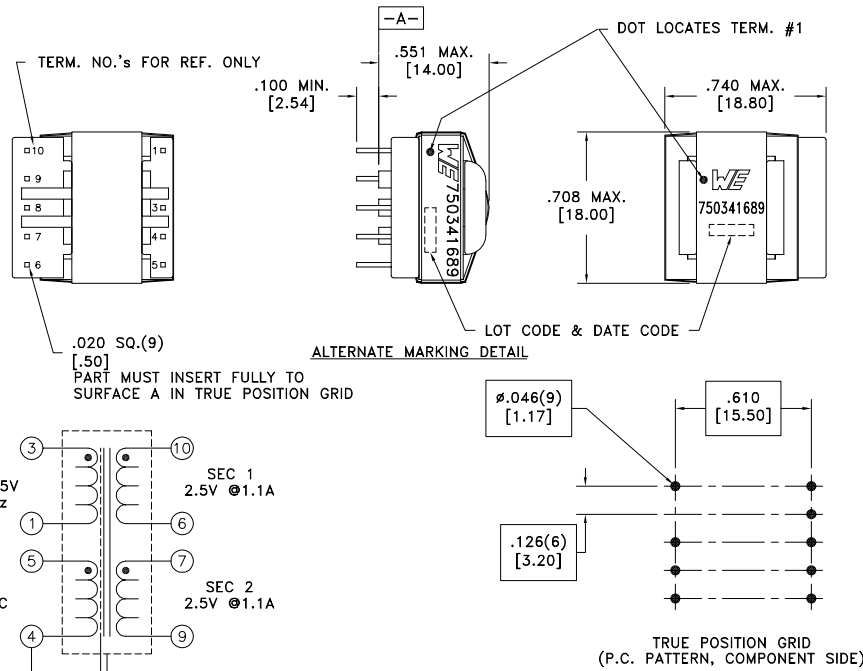 -A-
DOT LOCATES TERM. #1
TERM. NO.'s FOR REF. ONLY
.551 MAX.
[14.00]
.100 MIN.
[2.54]
.740 MAX.
[18.80]
10
1
9
8
3
7
4
6
5
WE 750341689
.708 MAX.
[18.00]
WE
750341689
LOT CODE & DATE CODE
.020 SQ.(9)
[.50]
PART MUST INSERT FULLY TO
SURFACE A IN TRUE POSITION GRID
ALTERNATE MARKING DETAIL
ø.046(9)
[1.17]
.610
[15.50]
.126(6)
[3.20]
TRUE POSITION GRID
(P.C. PATTERN, COMPONENT SIDE)
3
10
5V
z
SEC 1
2.5V @1.1A
1
6
5
7
C
SEC 2
2.5V @1.1A
4
9